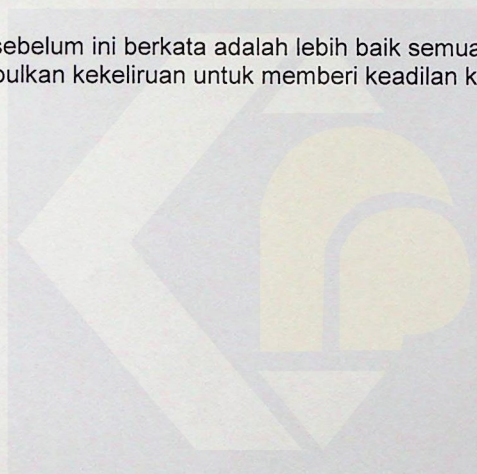 sebelum ini berkata adalah lebih baik semua
bulkan kekeliruan untuk memberi keadilan k